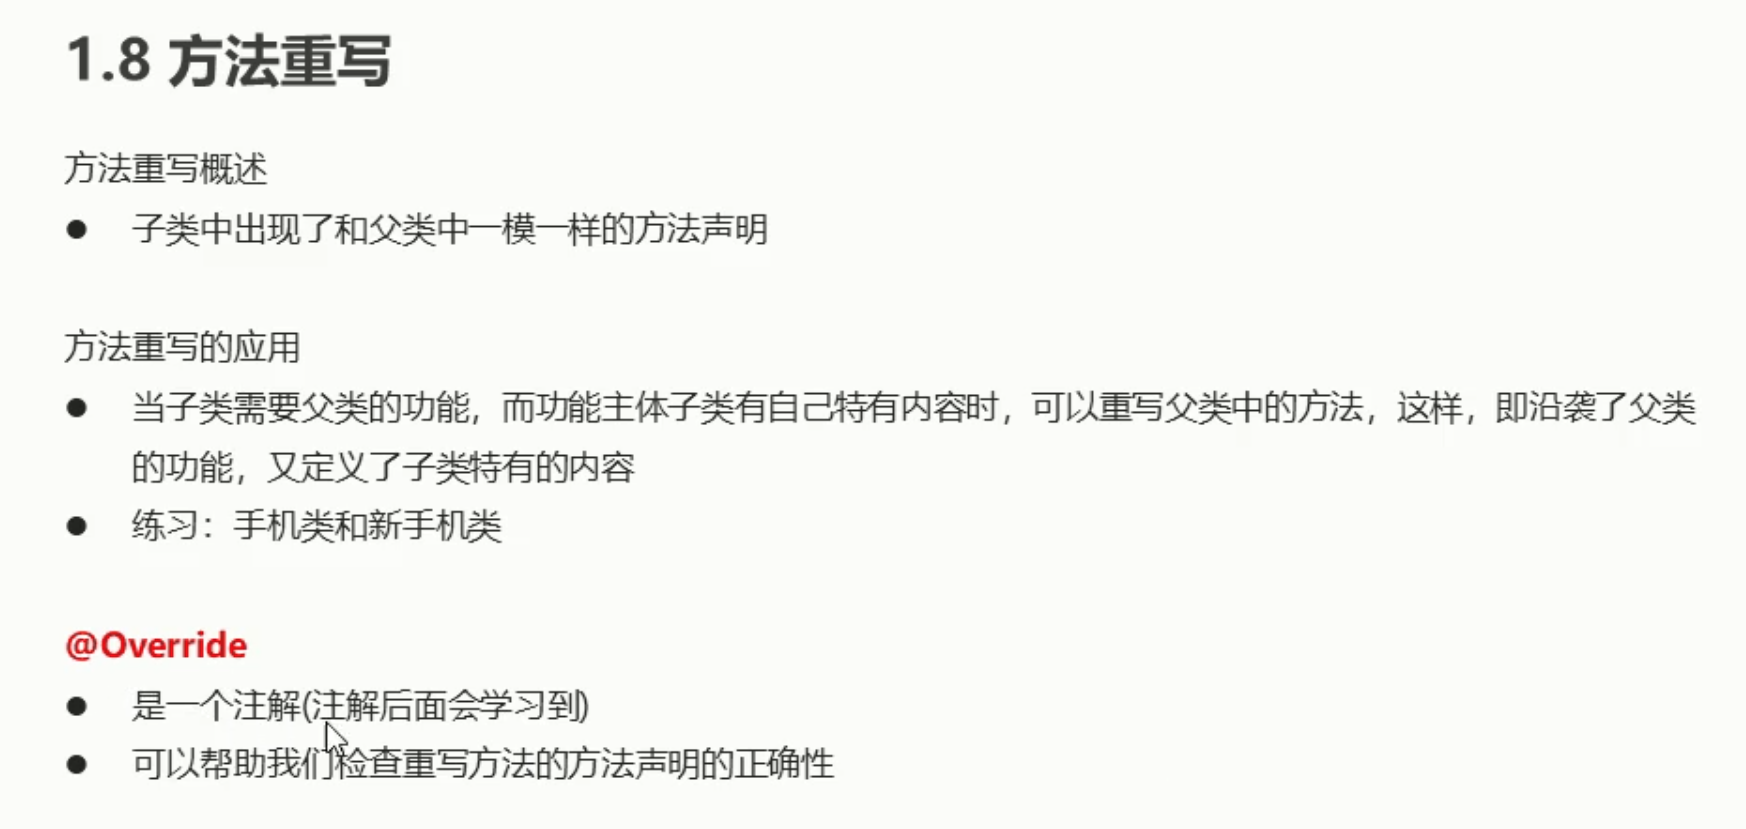 1.8 方法重写
方法重写概述
● 子类中出现了和父类中一模一样的方法声明
方法重写的应用
● 当子类需要父类的功能，而功能主体子类有自己特有内容时，可以重写父类中的方法，这样，即沿袭了父类
的功能，又定义了子类特有的内容
● 练习：手机类和新手机类
@Override
● 是一个注解(注解后面会学习到)
● 可以帮助我们检查重写方法的方法声明的正确性